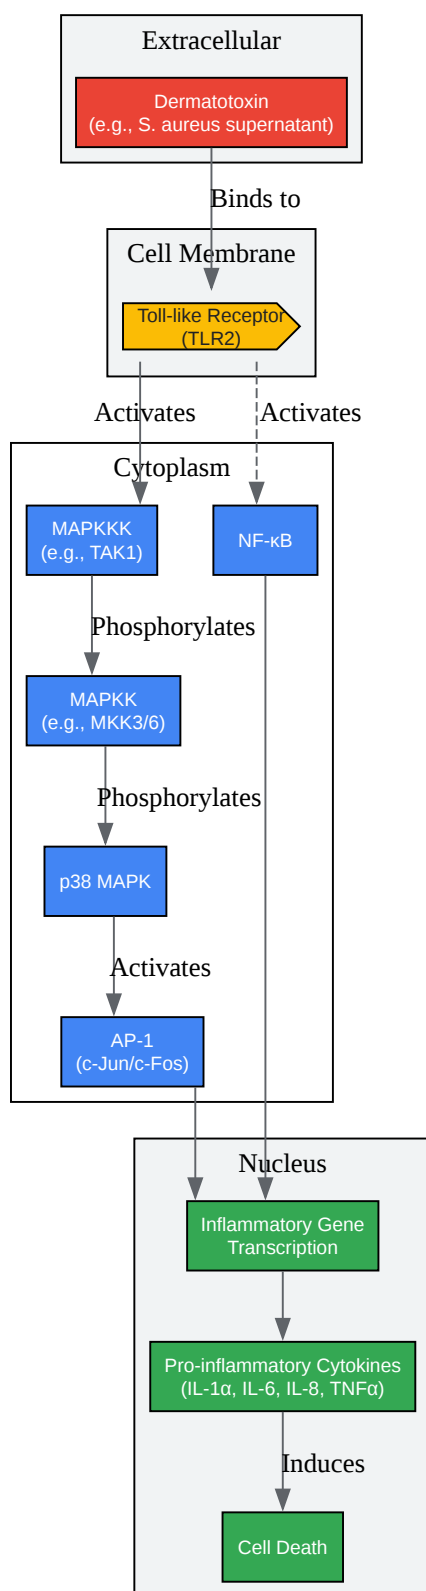 Extracellular
Dermatotoxin
(e.g., S. aureus supernatant)
Binds to
Cell Membrane
Toll-like Receptor
(TLR2)
Activates
Activates
Cytoplasm
MAPKKK
(e.g., TAK1)
NF-κB
Phosphorylates
MAPKK
(e.g., MKK3/6)
Phosphorylates
p38 MAPK
Activates
AP-1
(c-Jun/c-Fos)
Nucleus
Inflammatory Gene
Transcription
Pro-inflammatory Cytokines
(IL-1α, IL-6, IL-8, TNFα)
Induces
Cell Death